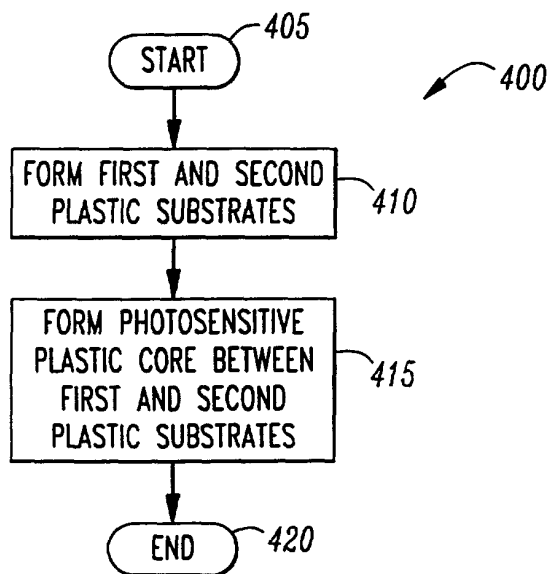 405
START
400
FORM FIRST AND SECOND
PLASTIC SUBSTRATES
410
FORM PHOTOSENSITIVE
PLASTIC CORE BETWEEN
FIRST AND SECOND
PLASTIC SUBSTRATES
415
END
420